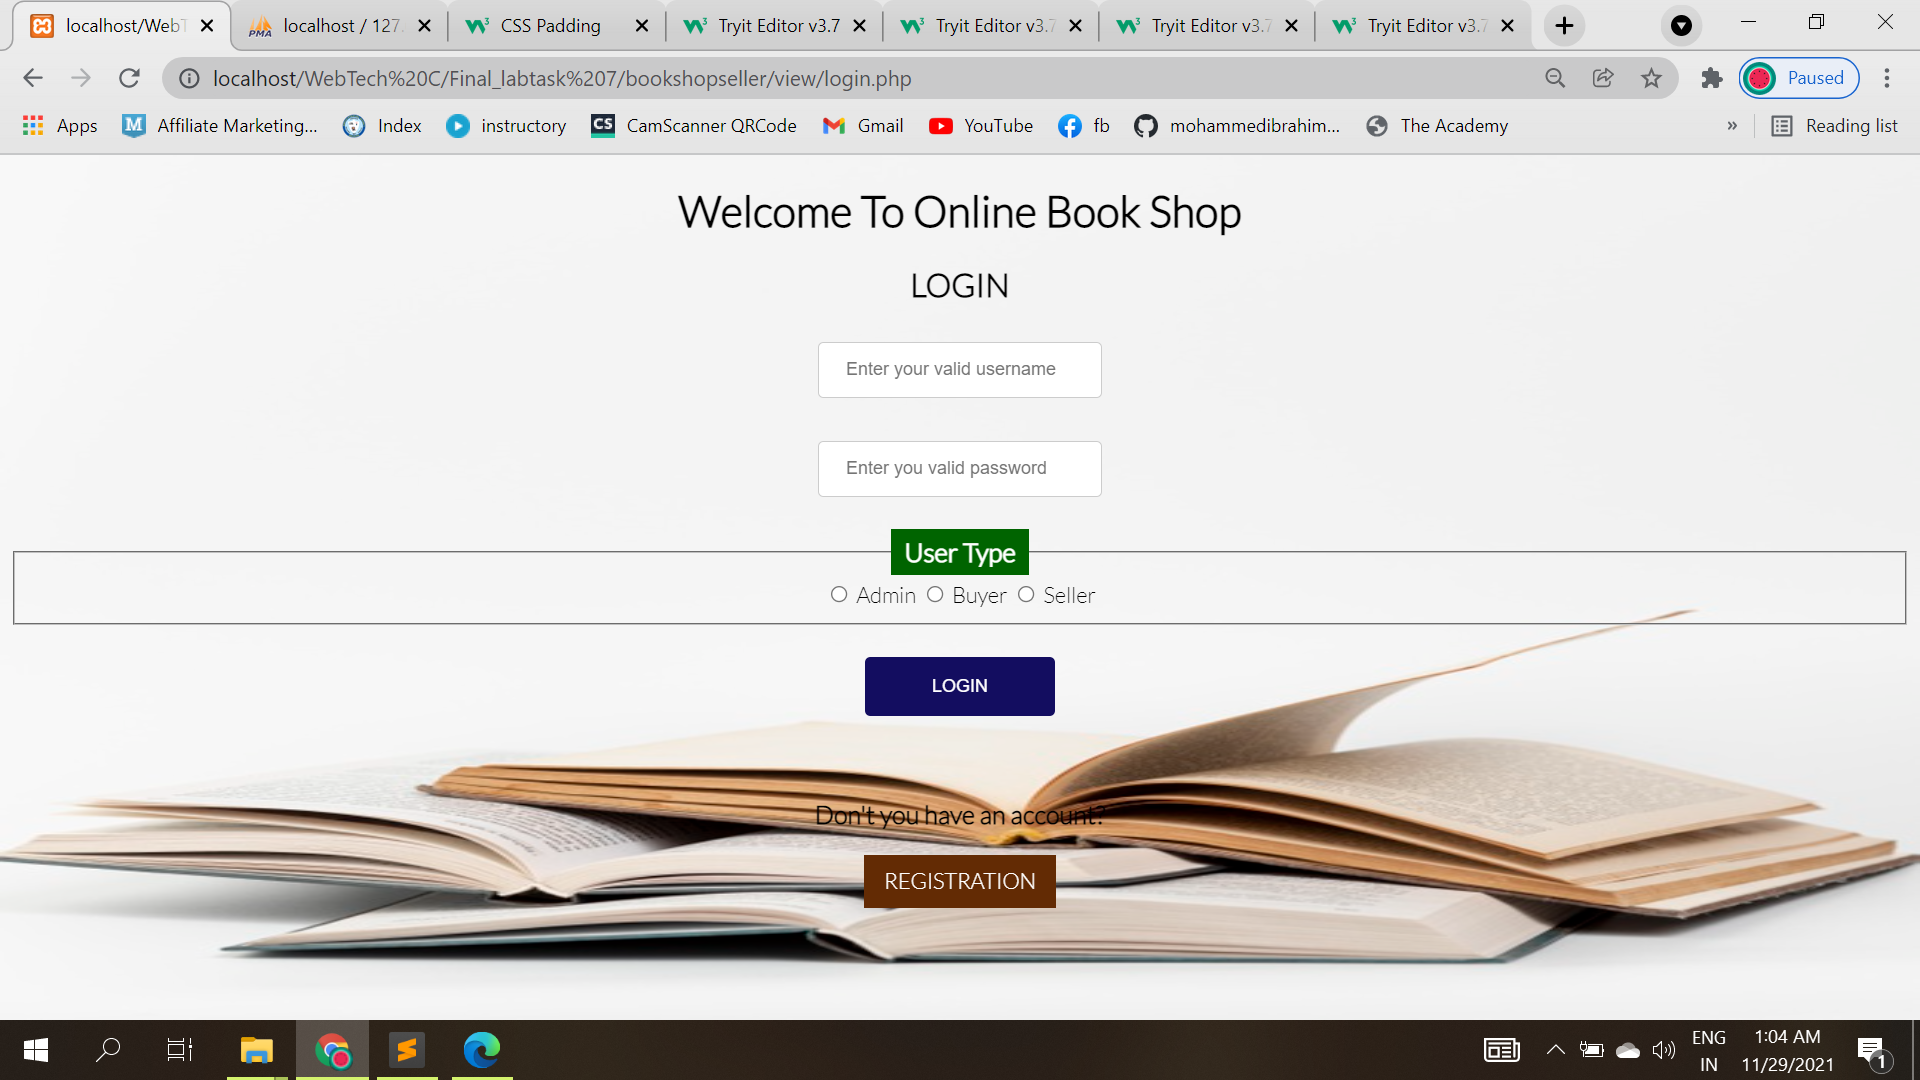 localhost/WebT
localhost / 127.
CSS Padding
Tryit Editor v3.7
Tryit Editor v3.7
Tryit Editor v3.7
Tryit Editor v3.7
localhost/WebTech%20C/Final_labtask%207/bookshopseller/view/login.php
Paused
Apps
Affiliate Marketing...
Index
instructory
CamScanner QRCode
Gmail
YouTube
fb
mohammedibrahim...
The Academy
»
Reading list
Welcome To Online Book Shop
LOGIN
Enter your valid username
Enter you valid password
User Type
Admin Buyer Seller
LOGIN
Don't you have an account?
REGISTRATION
ENG
IN
1:04 AM
11/29/2021
1